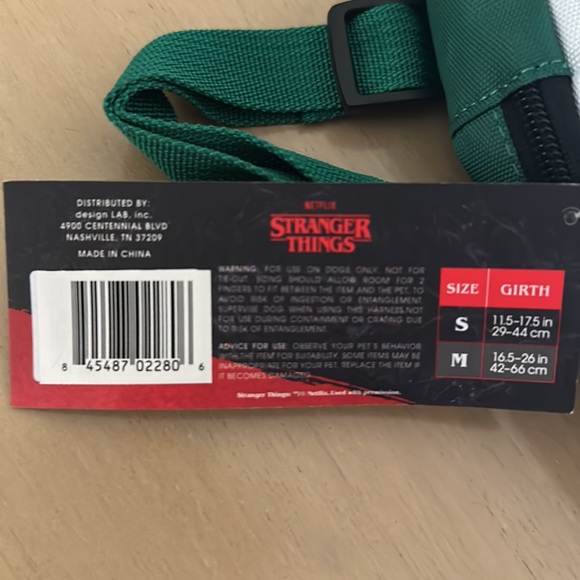 DISTRIBUTED BY:
design LAB, inc.
4900 CENTENNIAL BLVD
NASHVILLE, TN 37209
MADE IN CHINA
8 45487 02280 6
NETFLIX
STRANGER
THINGS
WARNING: FOR USE ON DOGS ONLY. NOT FOR
TIE-OUT. SIZING SHOULD ALLOW ROOM FOR 2
FINGERS TO FIT BETWEEN THE ITEM AND THE PET. TO
AVOID RISK OF INGESTION OR ENTANGLEMENT,
SUPERVISE DOG WHEN USING THIS HARNESS.NOT
FOR USE DURING CONTAINMENT OR CRATING DUE
TO RISK OF ENTANGLEMENT.
ADVICE FOR USE: OBSERVE YOUR PET'S BEHAVIOR
WITH THE ITEM FOR SUITABILITY. SOME ITEMS MAY BE
INAPPROPRIATE FOR YOUR PET. REPLACE THE ITEM IF
IT BECOMES DAMAGED.
Stranger Things: ™/© Netflix. Used with permission.
SIZE GIRTH
S 11.5-17.5 in
29-44 cm
M 16.5-26 in
42-66 cm